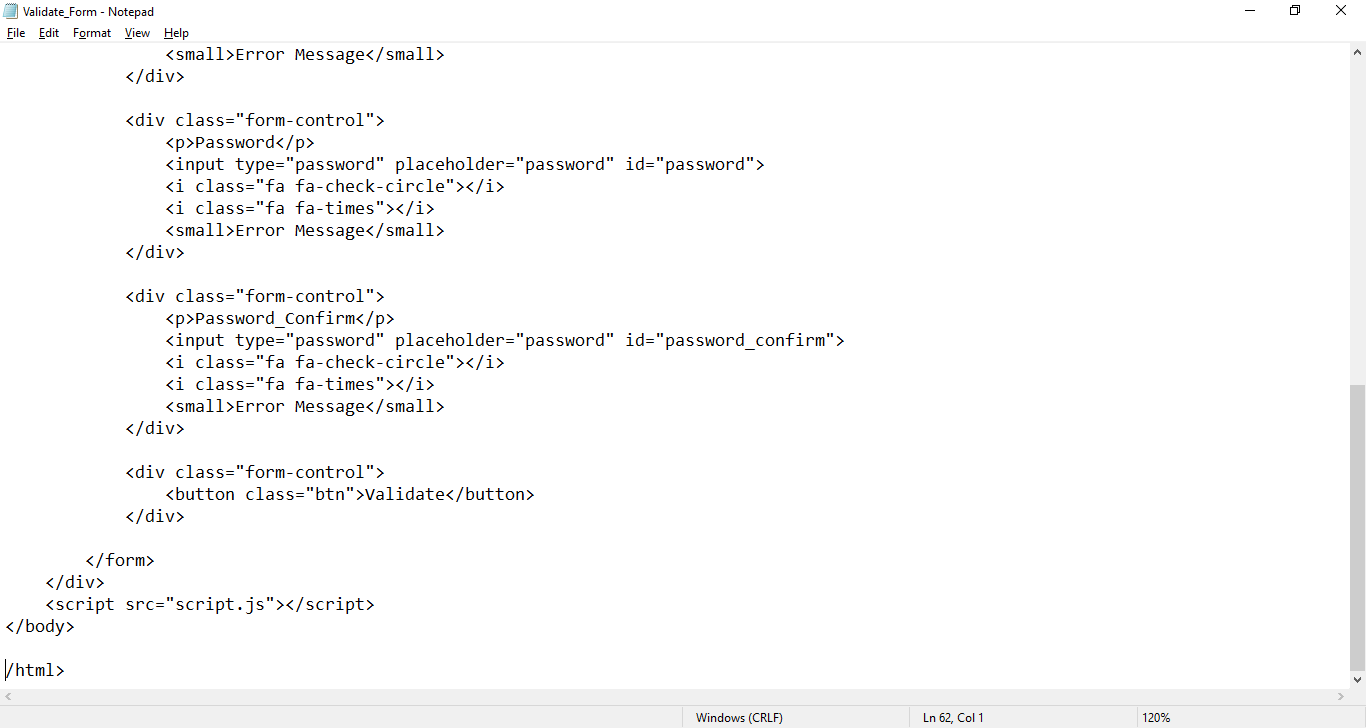 Validate_Form - Notepad
File Edit Format View Help
<small>Error Message</small>
</div>
<div class="form-control">
<p>Password</p>
<input type="password" placeholder="password" id="password">
<i class="fa fa-check-circle"></i>
<i class="fa fa-times"></i>
<small>Error Message</small>
</div>
<div class="form-control">
<p>Password_Confirm</p>
<input type="password" placeholder="password" id="password_confirm">
<i class="fa fa-check-circle"></i>
<i class="fa fa-times"></i>
<small>Error Message</small>
</div>
<div class="form-control">
<button class="btn">Validate</button>
</div>
</form>
</div>
<script src="script.js"></script>
</body>
/html>
Windows (CRLF) Ln 62, Col 1 120%